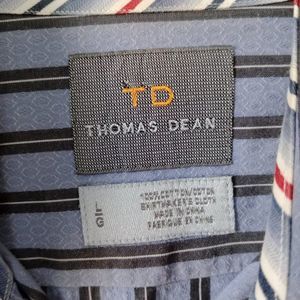 TD
THOMAS DEAN
100% COTTON/COTON
SHIRTMAKER'S CLOTH
MADE IN CHINA
FABRIQUE EN CHINE